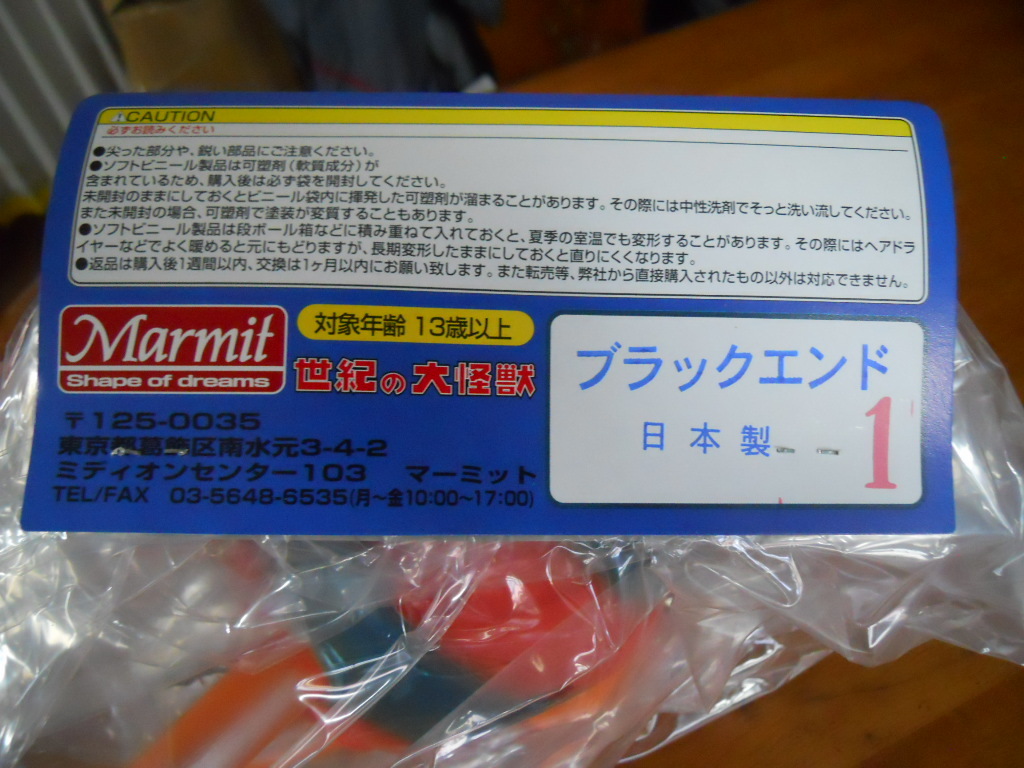 ⚠CAUTION
必ずお読みください
●尖った部分や、鋭い部品にご注意ください。
●ソフトビニール製品は可塑剤（軟質成分）が
含まれているため、購入後は必ず袋を開封してください。
未開封のままにしておくとビニール袋内に揮発した可塑剤が溜まることがあります。その際には中性洗剤でそっと洗い流してください。
また未開封の場合、可塑剤で塗装が変質することもあります。
●ソフトビニール製品は段ボール箱などに積み重ねて入れておくと、夏季の室温でも変形することがあります。その際にはヘアドラ
イヤーなどでよく暖めると元にもどりますが、長期変形したままにしておくと直りにくくなります。
●返品は購入後1週間以内、交換は1ヶ月以内にお願い致します。また転売等、弊社から直接購入されたもの以外は対応できません。
Marmit
Shape of dreams
対象年齢 13歳以上
世紀の大怪獣
〒125-0035
東京都葛飾区南水元3-4-2
ミディオンセンター103 マーミット
TEL/FAX 03-5648-6535(月～金10:00～17:00)
ブラックエンド
日本製
1